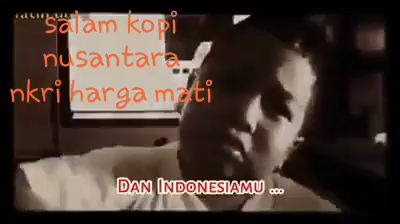 salam kopi
nusantara
nkri harga mati
Dan Indonesiamu ...